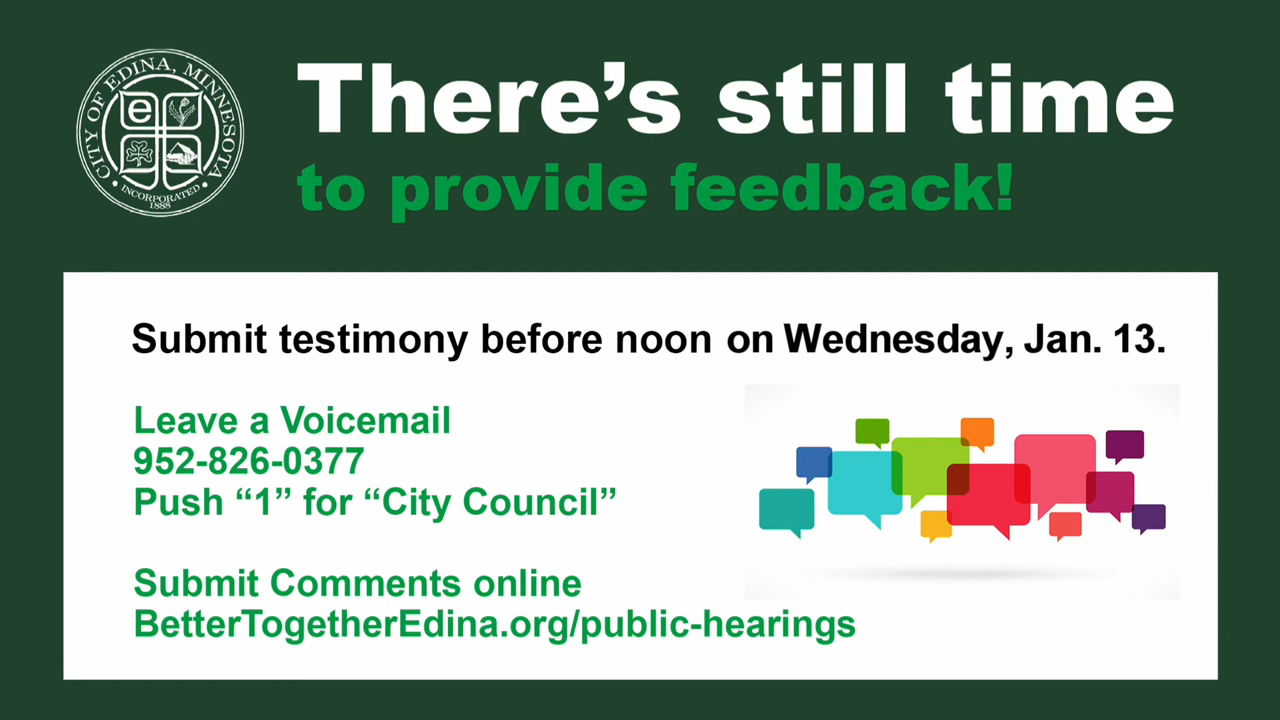 CITY OF EDINA, MINNESOTA
e
• INCORPORATED •
1888
There’s still time
to provide feedback!
Submit testimony before noon on Wednesday, Jan. 13.
Leave a Voicemail
952-826-0377
Push “1” for “City Council”
Submit Comments online
BetterTogetherEdina.org/public-hearings